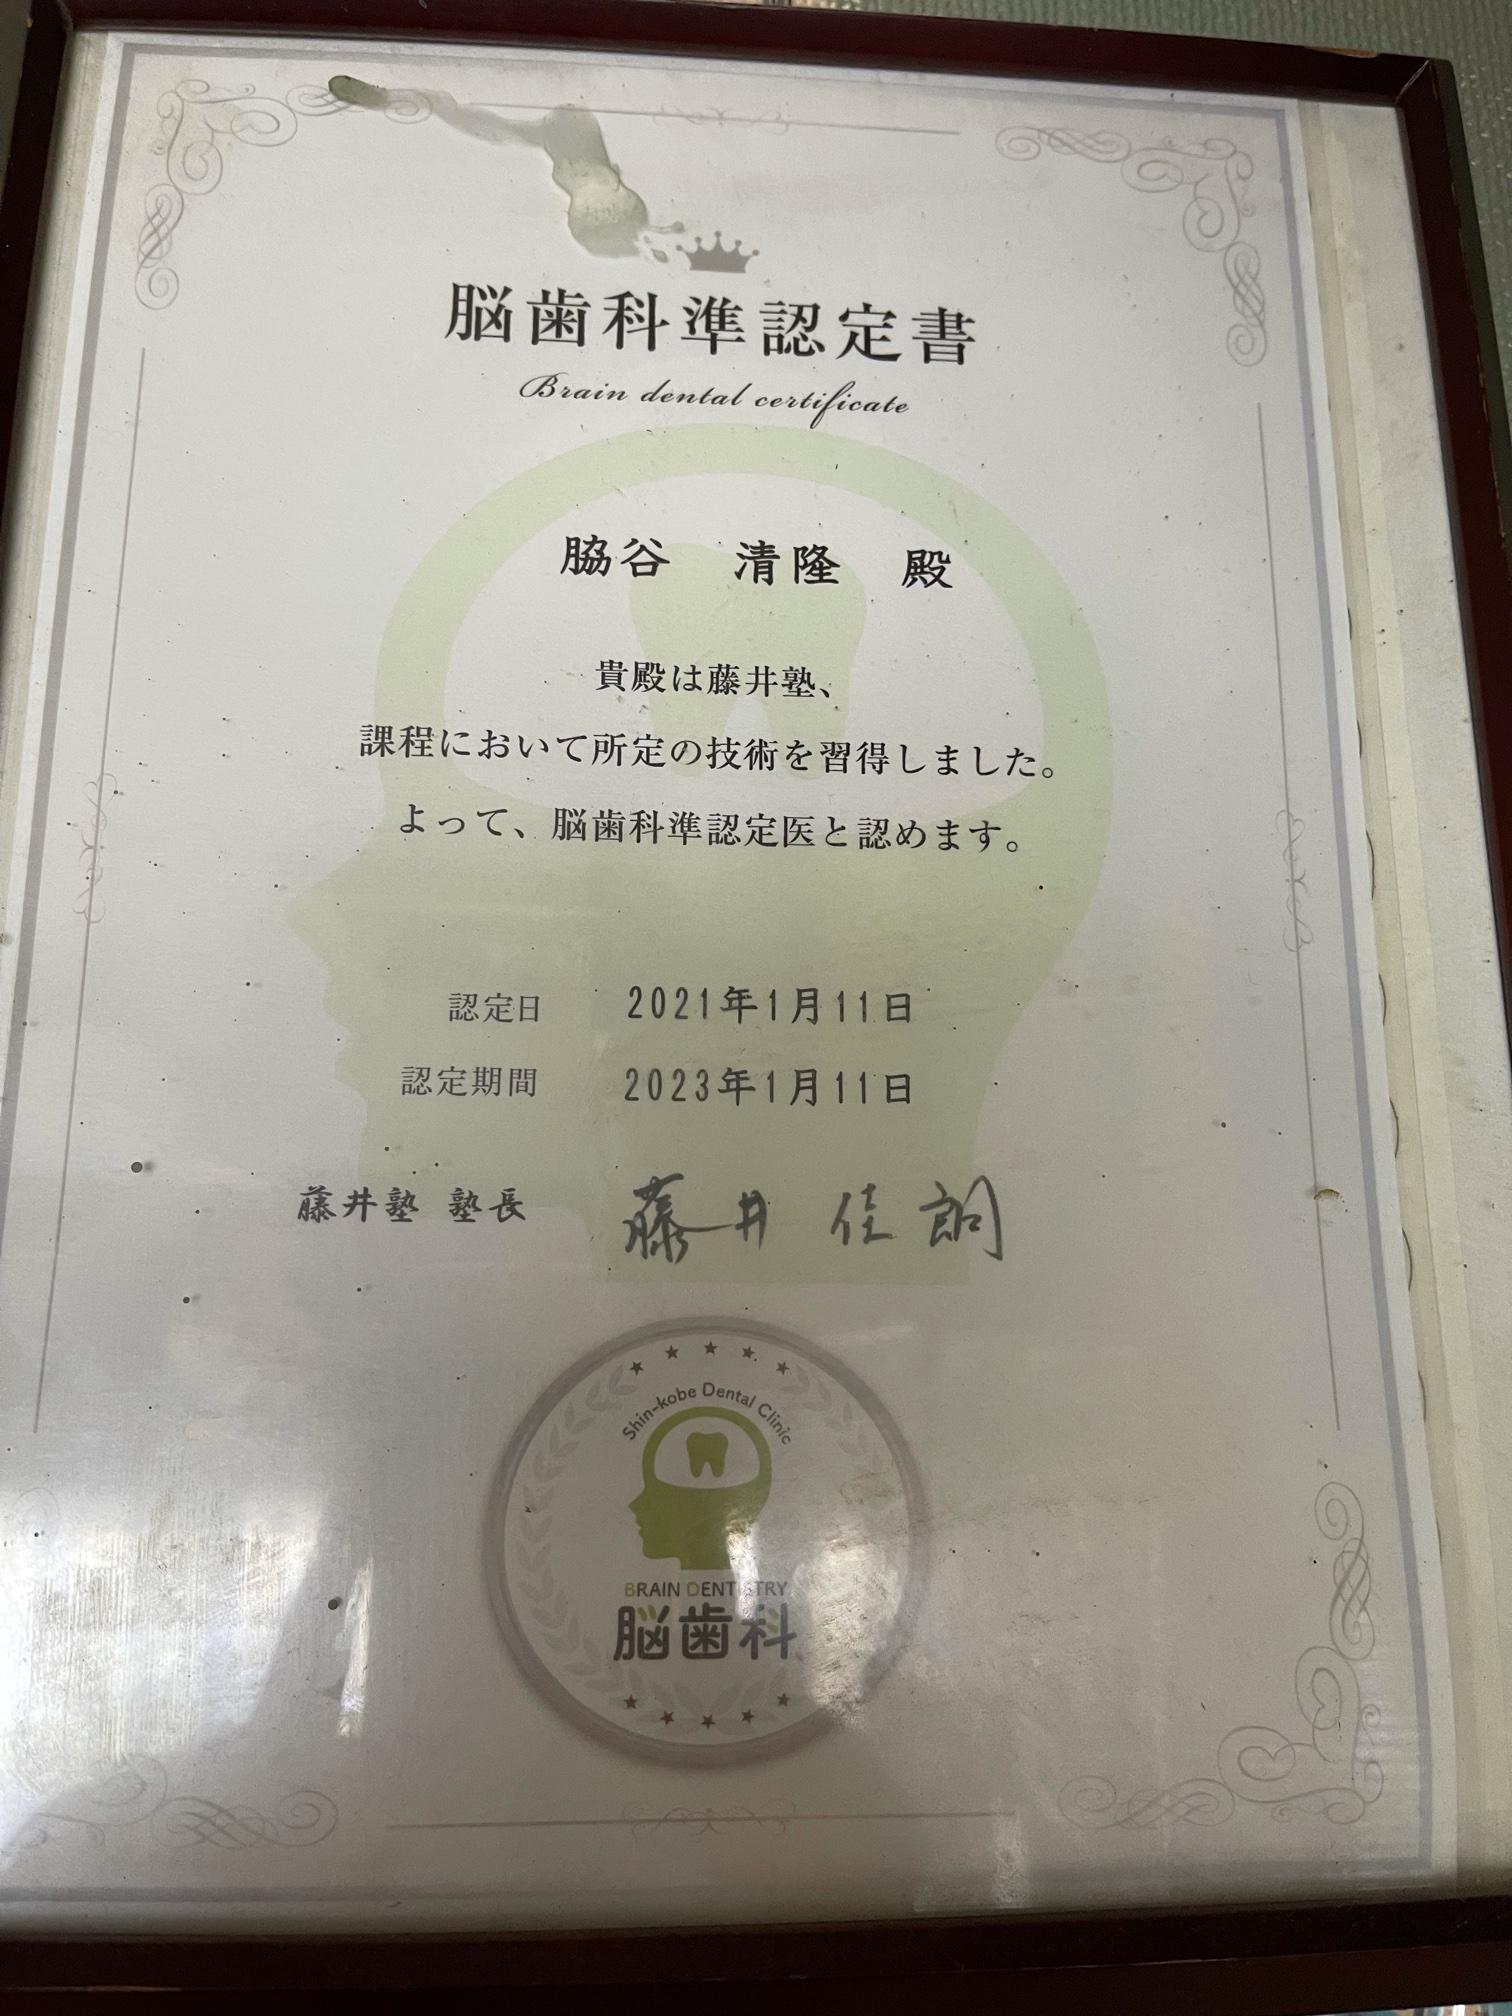 脳歯科準認定書
Brain dental certificate
脇谷　清隆　殿
貴殿は藤井塾、
課程において所定の技術を習得しました。
よって、脳歯科準認定医と認めます。
認定日　2021年1月11日
認定期間　2023年1月11日
藤井塾 塾長　藤井 佳朗
Shin-kobe Dental Clinic
BRAIN DENTISTRY
脳歯科